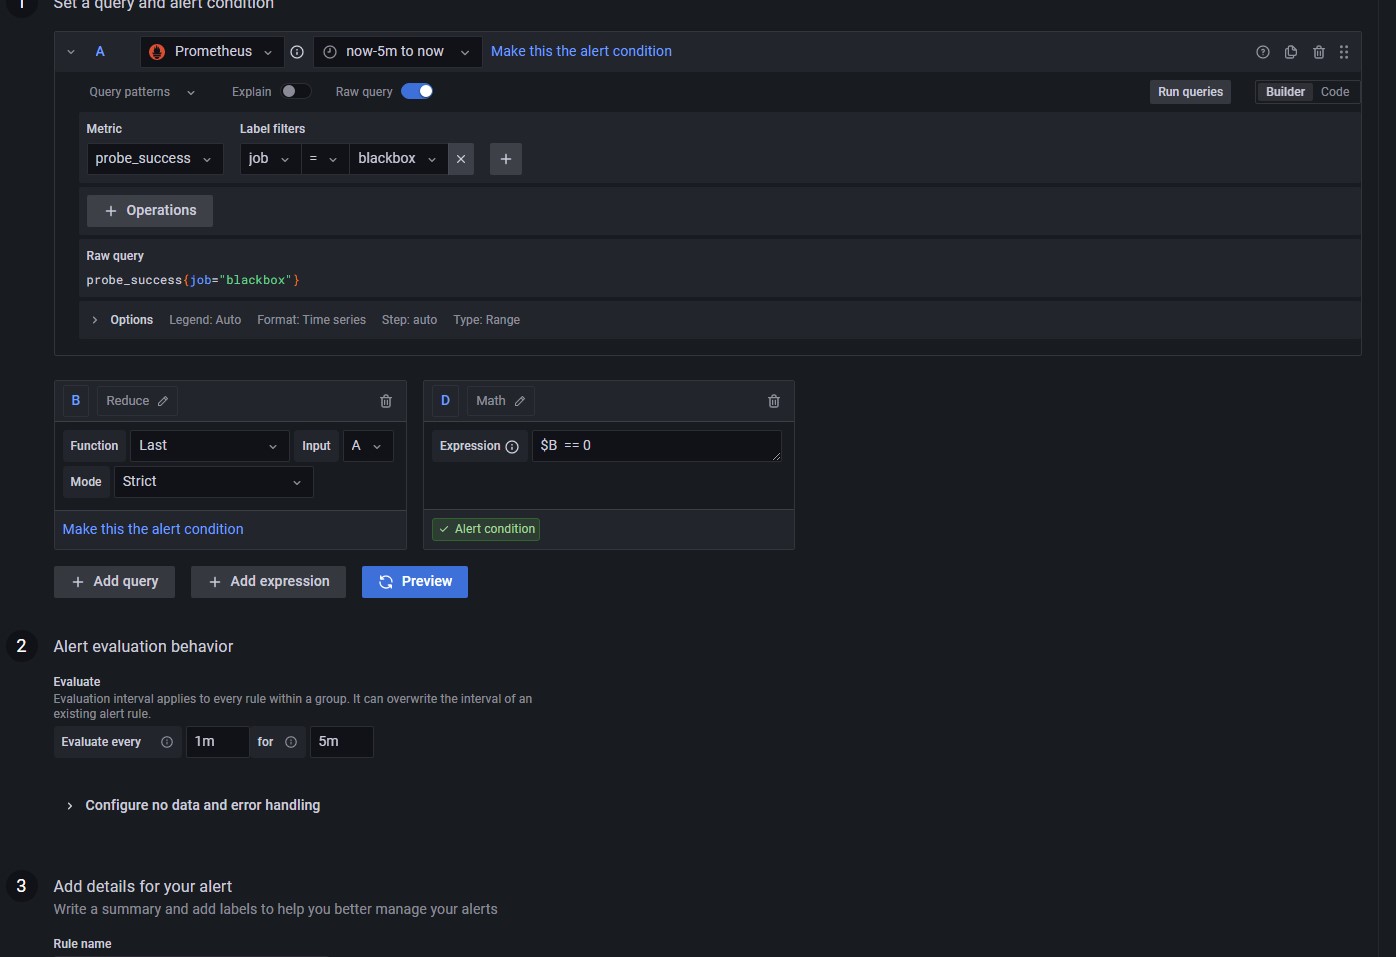 1 Set a query and alert condition
A Prometheus now-5m to now Make this the alert condition
Query patterns Explain Raw query Run queries Builder Code
Metric Label filters
probe_success job = blackbox
Operations
Raw query
probe_success{job="blackbox"}
Options Legend: Auto Format: Time series Step: auto Type: Range
B Reduce
Function Last Input A
Mode Strict
Make this the alert condition
D Math
Expression $B == 0
Alert condition
Add query Add expression Preview
2 Alert evaluation behavior
Evaluate
Evaluation interval applies to every rule within a group. It can overwrite the interval of an
existing alert rule.
Evaluate every 1m for 5m
Configure no data and error handling
3 Add details for your alert
Write a summary and add labels to help you better manage your alerts
Rule name